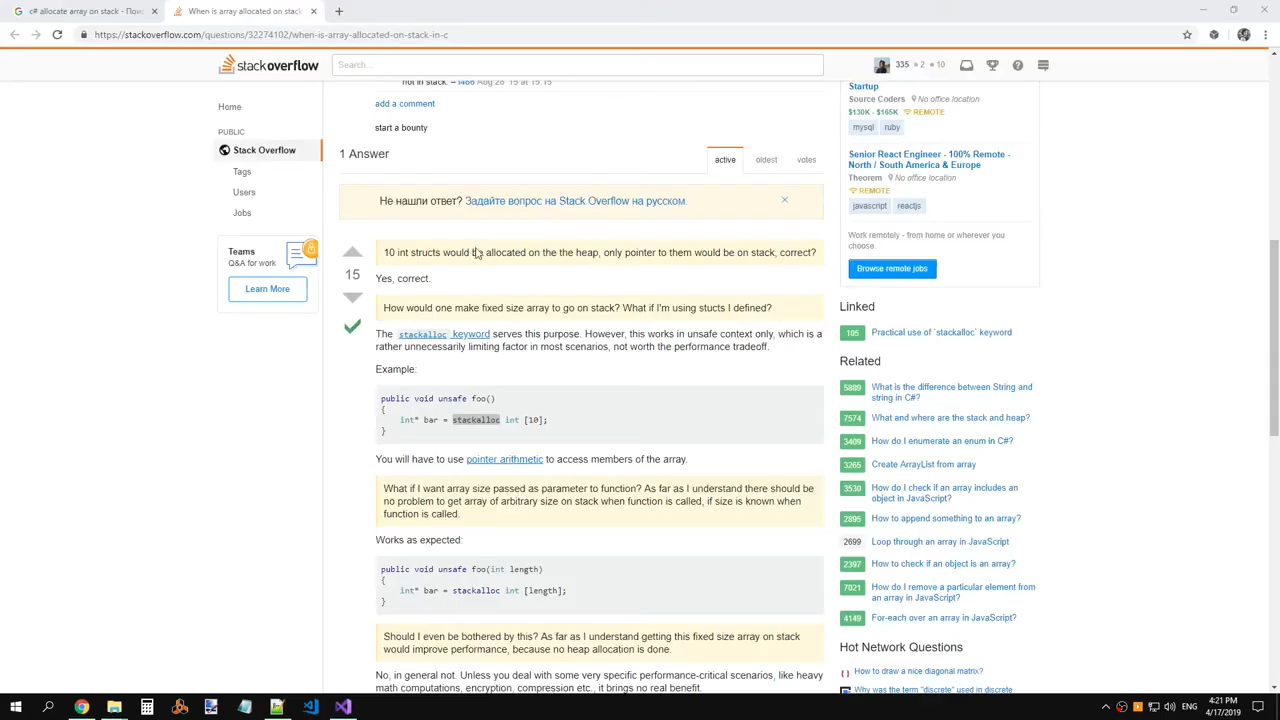 c# allocate array on stack - Пои
When is array allocated on stack
https://stackoverflow.com/questions/32274102/when-is-array-allocated-on-stack-in-c
stackoverflow
Search...
335 2 10
Home
PUBLIC
Stack Overflow
Tags
Users
Jobs
Teams
Q&A for work
Learn More
not in stack. – i486 Aug 28 '15 at 15:15
add a comment
start a bounty
1 Answer
active oldest votes
Не нашли ответ? Задайте вопрос на Stack Overflow на русском.
15
10 int structs would be allocated on the the heap, only pointer to them would be on stack, correct?
Yes, correct.
How would one make fixed size array to go on stack? What if I'm using stucts I defined?
The stackalloc keyword serves this purpose. However, this works in unsafe context only, which is a
rather unnecessarily limiting factor in most scenarios, not worth the performance tradeoff.
Example:
public void unsafe foo()
{
int* bar = stackalloc int [10];
}
You will have to use pointer arithmetic to access members of the array.
What if I want array size passed as parameter to function? As far as I understand there should be
no problem to get array of arbitrary size on stack when function is called, if size is known when
function is called.
Works as expected:
public void unsafe foo(int length)
{
int* bar = stackalloc int [length];
}
Should I even be bothered by this? As far as I understand getting this fixed size array on stack
would improve performance, because no heap allocation is done.
No, in general not. Unless you deal with some very specific performance-critical scenarios, like heavy
math computations, encryption, compression etc., it brings no real benefit.
Startup
Source Coders No office location
$130K - $165K REMOTE
mysql ruby
Senior React Engineer - 100% Remote -
North / South America & Europe
Theorem No office location
REMOTE
javascript reactjs
Work remotely - from home or wherever you
choose.
Browse remote jobs
Linked
105 Practical use of `stackalloc` keyword
Related
5889 What is the difference between String and
string in C#?
7574 What and where are the stack and heap?
3409 How do I enumerate an enum in C#?
3265 Create ArrayList from array
3530 How do I check if an array includes an
object in JavaScript?
2895 How to append something to an array?
2699 Loop through an array in JavaScript
2397 How to check if an object is an array?
7021 How do I remove a particular element from
an array in JavaScript?
4149 For-each over an array in JavaScript?
Hot Network Questions
How to draw a nice diagonal matrix?
Why was the term "discrete" used in discrete
ENG
4:21 PM
4/17/2019